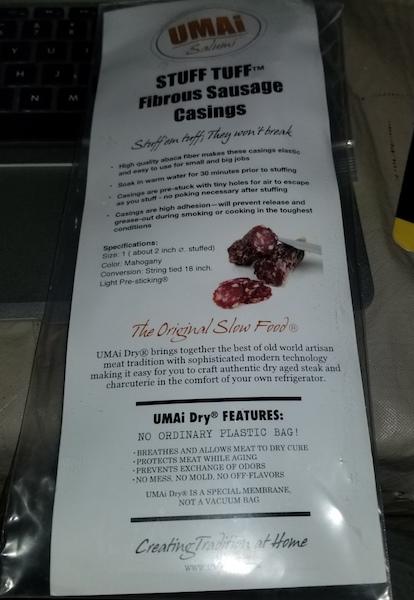 UMAi
Salumi
STUFF TUFF™
Fibrous Sausage
Casings
Stuff em tuff; They won't break
· High quality abaca fiber makes these casings elastic
and easy to use for small and big jobs
· Soak in warm water for 30 minutes prior to stuffing
· Casings are pre-stuck with tiny holes for air to escape
as you stuff - no poking necessary after stuffing
· Casings are high adhesion—will prevent release and
grease-out during smoking or cooking in the toughest
conditions
Specifications:
Size: 1 ( about 2 inch ø. stuffed)
Color: Mahogany
Conversion: String tied 18 inch.
Light Pre-sticking®
The Original Slow Food®
UMAi Dry® brings together the best of old world artisan
meat tradition with sophisticated modern technology
making it easy for you to craft authentic dry aged steak and
charcuterie in the comfort of your own refrigerator.
UMAi Dry® FEATURES:
NO ORDINARY PLASTIC BAG!
·BREATHES AND ALLOWS MEAT TO DRY CURE
·PROTECTS MEAT WHILE AGING
·PREVENTS EXCHANGE OF ODORS
·NO MESS, NO MOLD, NO OFF-FLAVORS
UMAi Dry® IS A SPECIAL MEMBRANE,
NOT A VACUUM BAG
Creating Tradition at Home
H
N
M